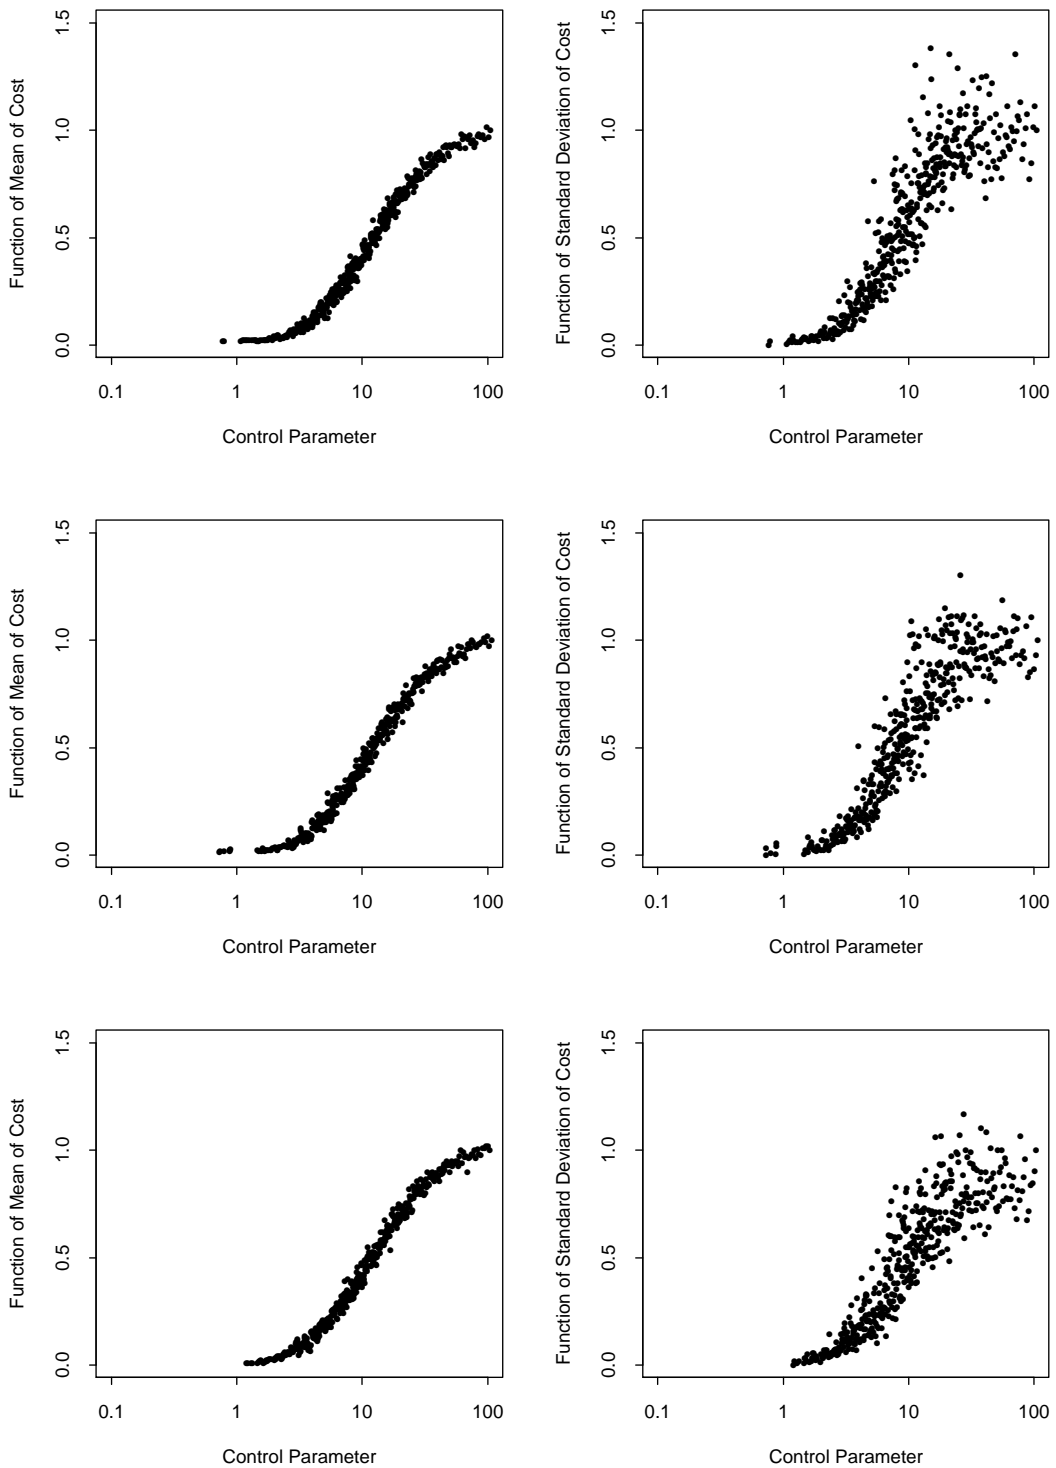 Function of Mean of Cost
1.5
1.0
0.5
0.0
0.1 1 10 100
Control Parameter
Function of Standard Deviation of Cost
1.5
1.0
0.5
0.0
0.1 1 10 100
Control Parameter
Function of Mean of Cost
1.5
1.0
0.5
0.0
0.1 1 10 100
Control Parameter
Function of Standard Deviation of Cost
1.5
1.0
0.5
0.0
0.1 1 10 100
Control Parameter
Function of Mean of Cost
1.5
1.0
0.5
0.0
0.1 1 10 100
Control Parameter
Function of Standard Deviation of Cost
1.5
1.0
0.5
0.0
0.1 1 10 100
Control Parameter